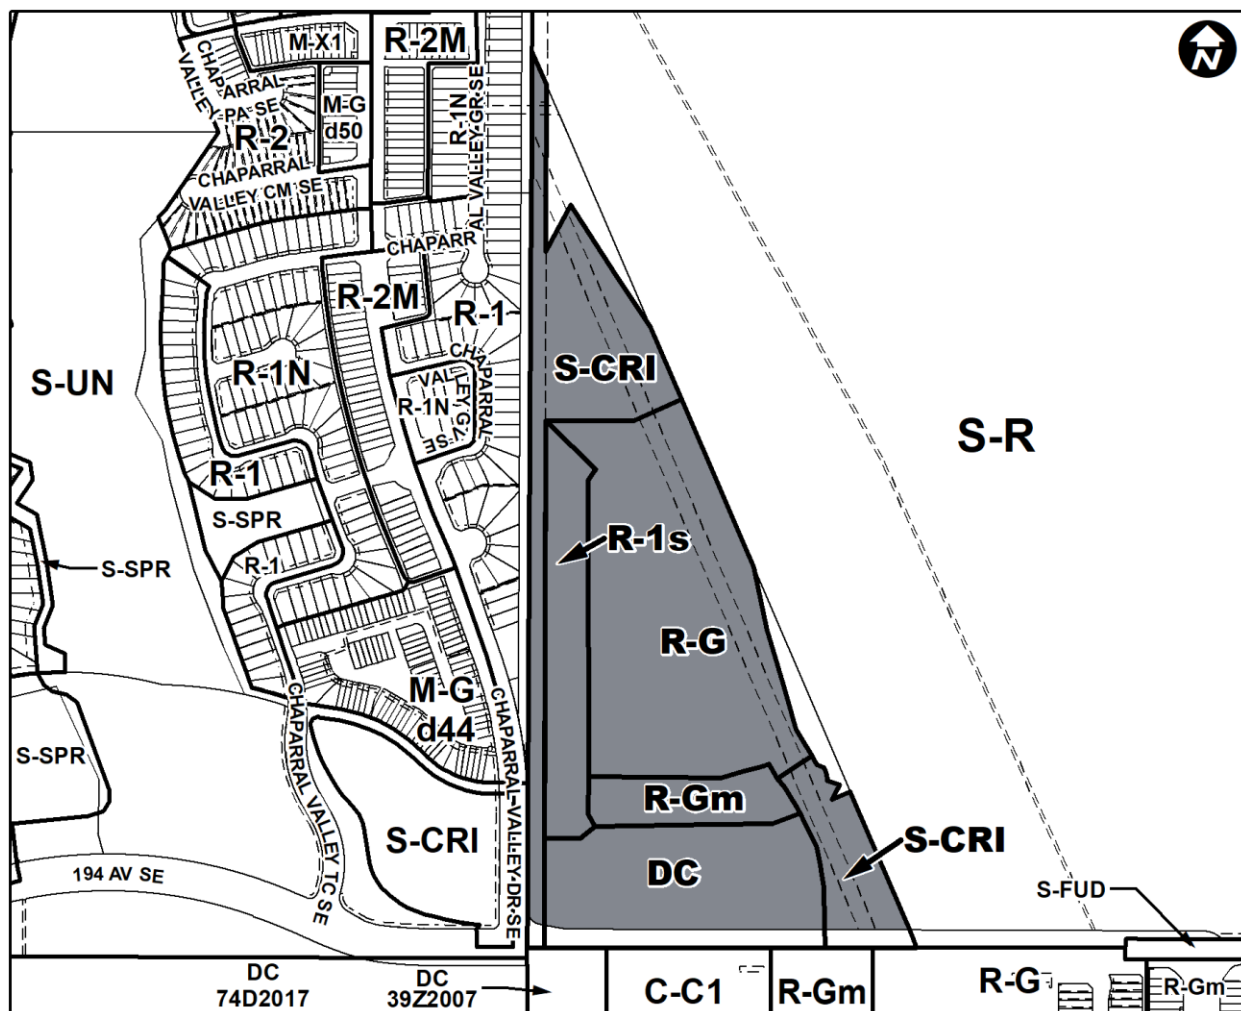 M-X1
R-2M
N
CHAPARRAL
VALLEY PA SE
M-G
d50
R-1N
CHAPARRAL VALLEY GR SE
R-2
CHAPARRAL
VALLEY CM SE
R-2M
R-1
S-CRI
S-UN
R-1N
CHAPARRAL
VALLEY GV SE
R-1N
S-R
R-1
S-SPR
R-1s
S-SPR
R-1
R-G
M-G
d44
CHAPARRAL VALLEY TC SE
CHAPARRAL VALLEY DR SE
S-SPR
R-Gm
S-CRI
S-CRI
DC
194 AV SE
S-FUD
DC
74D2017
DC
39Z2007
C-C1
R-Gm
R-G
R-Gm